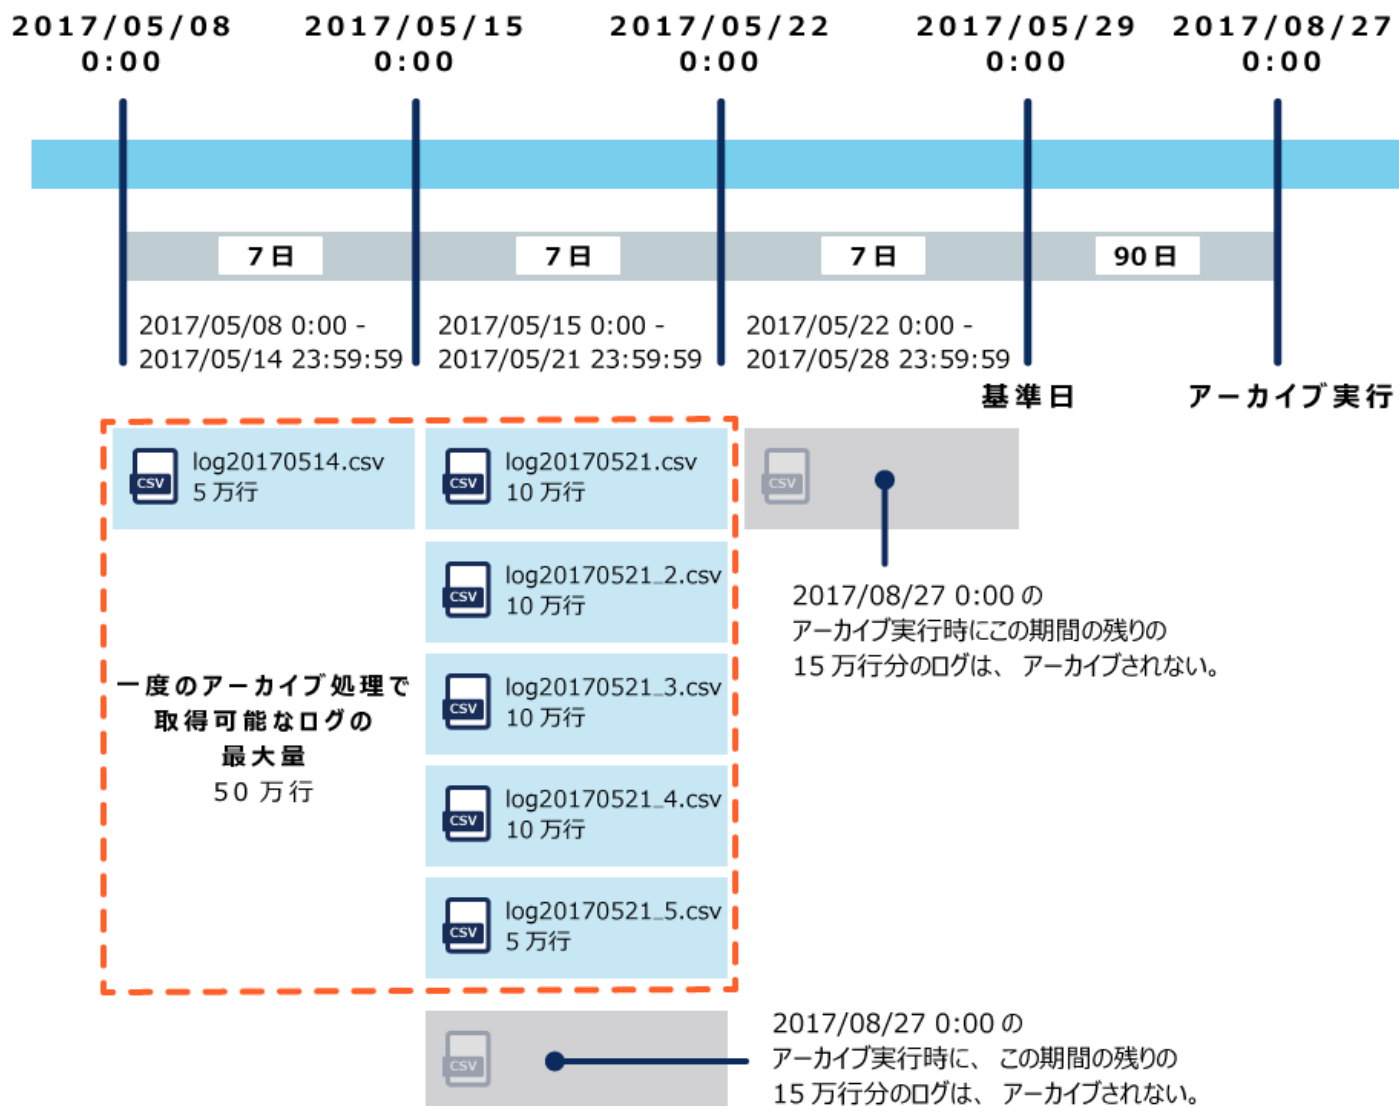 2017/05/08
0:00
2017/05/15
0:00
2017/05/22
0:00
2017/05/29
0:00
2017/08/27
0:00
7日
7日
7日
90日
2017/05/08 0:00 -
2017/05/14 23:59:59
2017/05/15 0:00 -
2017/05/21 23:59:59
2017/05/22 0:00 -
2017/05/28 23:59:59
基準日
アーカイブ実行
CSV
log20170514.csv
5万行
CSV
log20170521.csv
10万行
CSV
CSV
log20170521_2.csv
10万行
2017/08/27 0:00 の
アーカイブ実行時にこの期間の残りの
15万行分のログは、アーカイブされない。
一度のアーカイブ処理で
取得可能なログの
最大量
50万行
CSV
log20170521_3.csv
10万行
CSV
log20170521_4.csv
10万行
CSV
log20170521_5.csv
5万行
CSV
2017/08/27 0:00 の
アーカイブ実行時に、この期間の残りの
15万行分のログは、アーカイブされない。